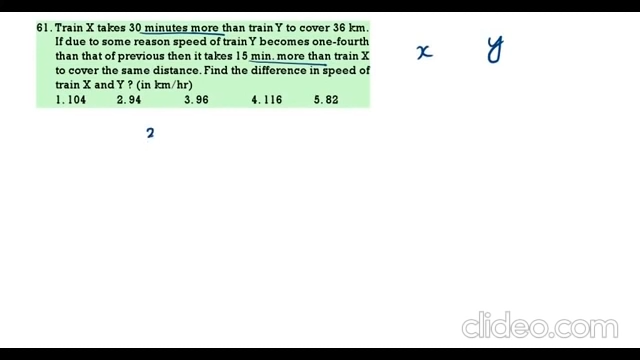 61. Train X takes 30 minutes more than train Y to cover 36 km.
If due to some reason speed of train Y becomes one-fourth
than that of previous then it takes 15 min. more than train X
to cover the same distance. Find the difference in speed of
train X and Y ? (in km/hr)
1. 104 2. 94 3. 96 4. 116 5. 82
x y
2
clideo.com